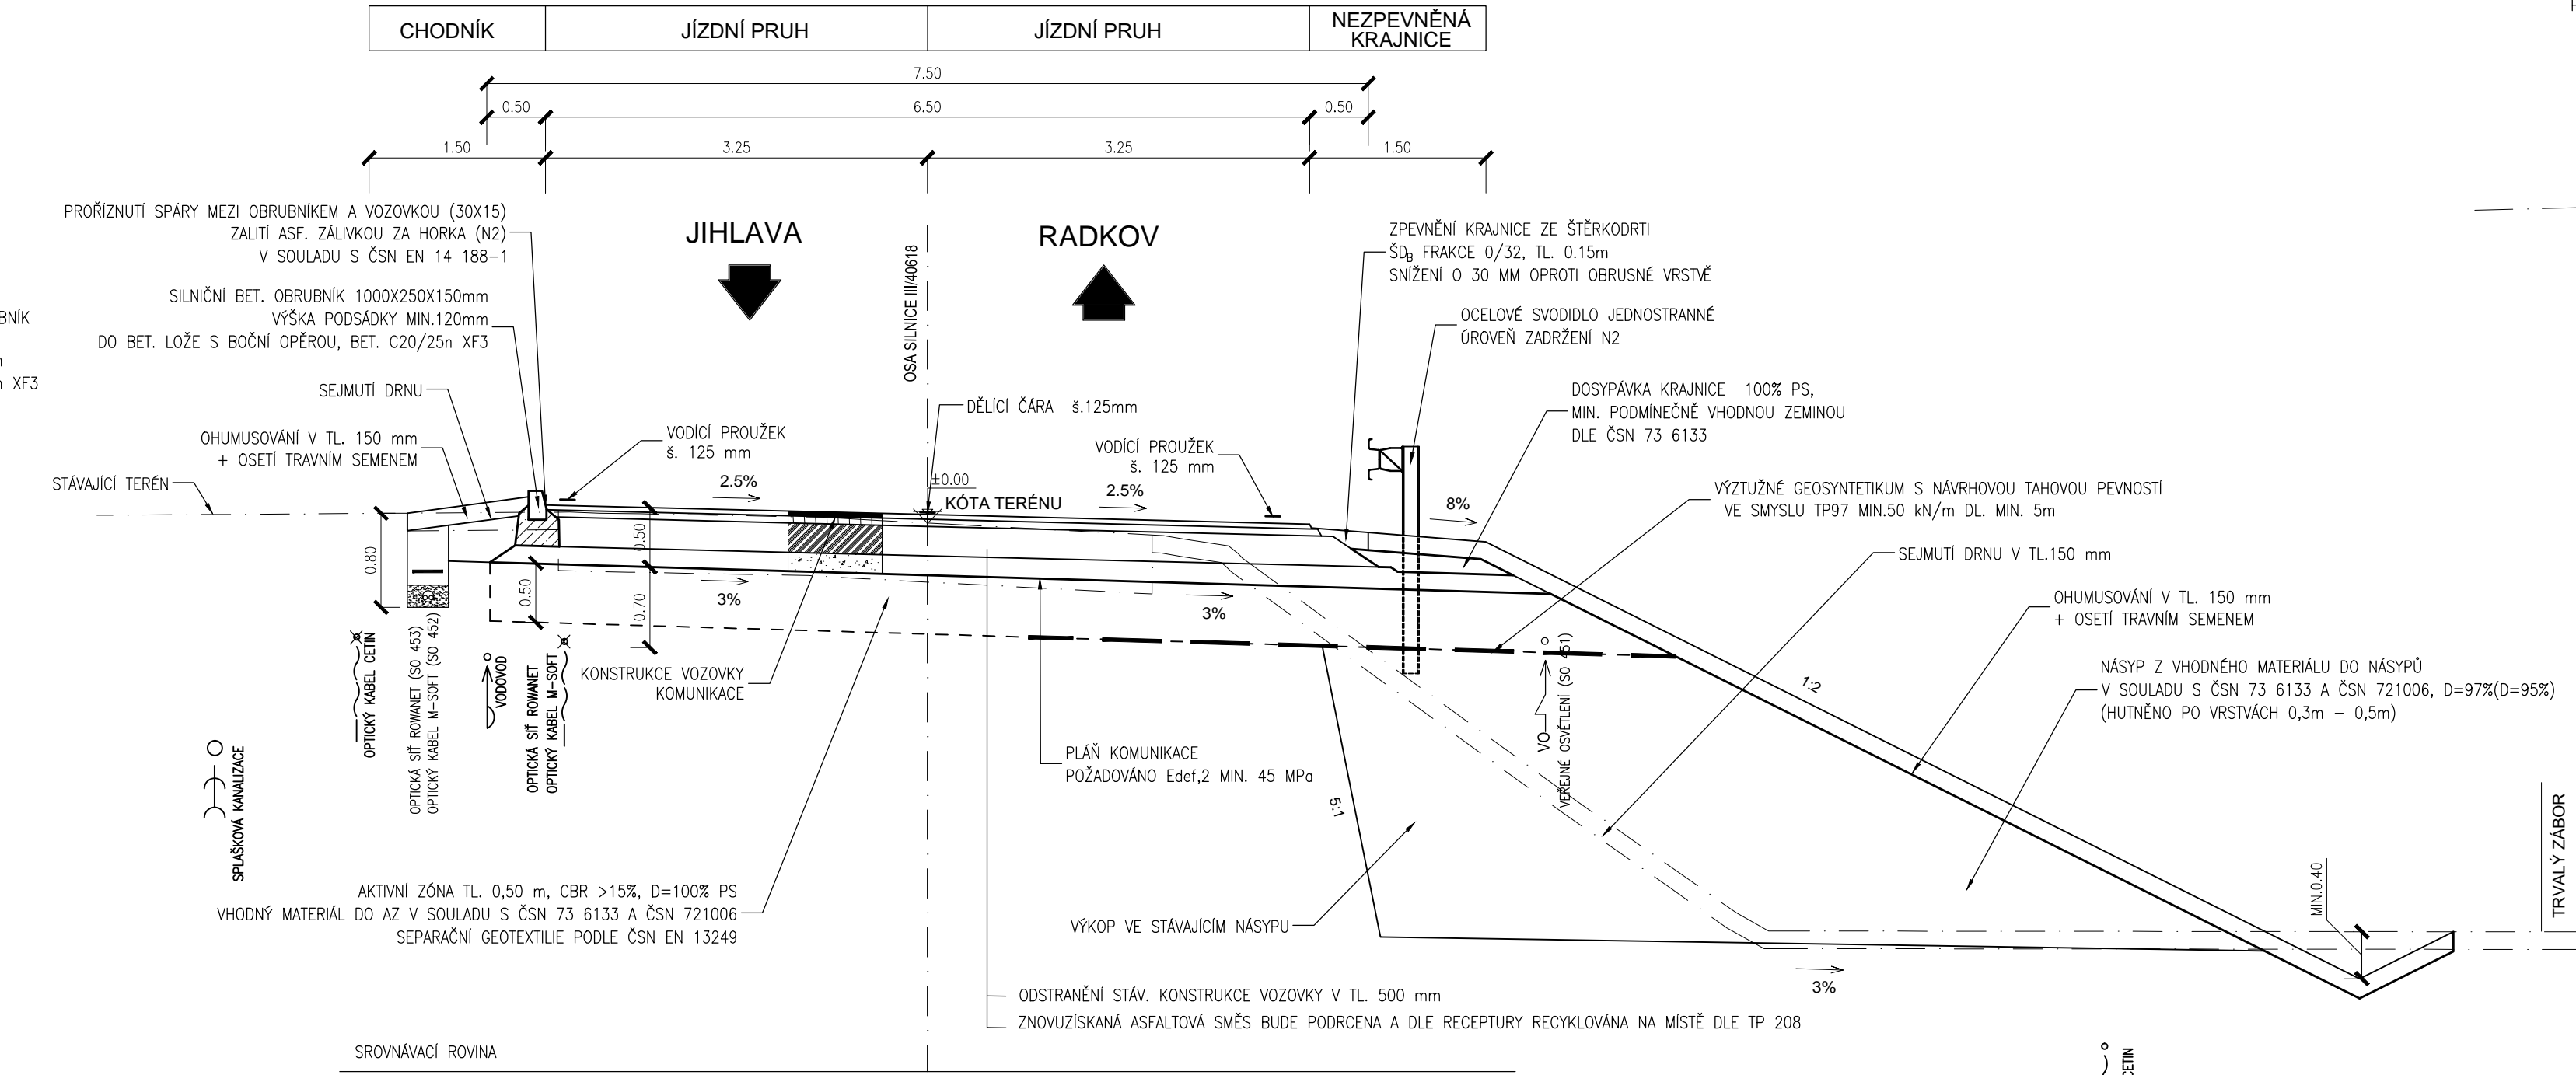 CHODNÍK
JÍZDNÍ PRUH
JÍZDNÍ PRUH
NEZPEVNĚNÁ
KRAJNICE
7.50
0.50
6.50
0.50
1.50
3.25
3.25
1.50
PROŘÍZNUTÍ SPÁRY MEZI OBRUBNÍKEM A VOZOVKOU (30X15)
ZALITÍ ASF. ZÁLIVKOU ZA HORKA (N2)
V SOULADU S ČSN EN 14 188-1
SILNIČNÍ BET. OBRUBNÍK 1000X250X150mm
VÝŠKA PODSÁDKY MIN.120mm
DO BET. LOŽE S BOČNÍ OPĚROU, BET. C20/25n XF3
BNÍK
XF3
SEJMUTÍ DRNU
OHUMUSOVÁNÍ V TL. 150 mm
+ OSETÍ TRAVNÍM SEMENEM
STÁVAJÍCÍ TERÉN
JIHLAVA
RADKOV
OSA SILNICE III/40618
ZPEVNĚNÍ KRAJNICE ZE ŠTĚRKODRTI
ŠDB FRAKCE 0/32, TL. 0.15m
SNÍŽENÍ O 30 MM OPROTI OBRUSNÉ VRSTVĚ
OCELOVÉ SVODIDLO JEDNOSTRANNÉ
ÚROVEŇ ZADRŽENÍ N2
DOSYPÁVKA KRAJNICE 100% PS,
MIN. PODMÍNEČNĚ VHODNOU ZEMINOU
DLE ČSN 73 6133
DĚLÍCÍ ČÁRA š.125mm
VODÍCÍ PROUŽEK
š. 125 mm
VODÍCÍ PROUŽEK
š. 125 mm
2.5%
±0.00
KÓTA TERÉNU
2.5%
8%
VÝZTUŽNÉ GEOSYNTETIKUM S NÁVRHOVOU TAHOVOU PEVNOSTÍ
VE SMYSLU TP97 MIN.50 kN/m DL. MIN. 5m
SEJMUTÍ DRNU V TL.150 mm
OHUMUSOVÁNÍ V TL. 150 mm
+ OSETÍ TRAVNÍM SEMENEM
NÁSYP Z VHODNÉHO MATERIÁLU DO NÁSYPŮ
V SOULADU S ČSN 73 6133 A ČSN 721006, D=97%(D=95%)
(HUTNĚNO PO VRSTVÁCH 0,3m - 0,5m)
0.80
0.50
0.50
0.70
3%
3%
1:2
5:1
OPTICKÝ KABEL CETIN
OPTICKÁ SÍŤ ROWANET (SO 453)
OPTICKÝ KABEL M-SOFT (SO 452)
VODOVOD
OPTICKÁ SÍŤ ROWANET
OPTICKÝ KABEL M-SOFT
SPLAŠKOVÁ KANALIZACE
KONSTRUKCE VOZOVKY
KOMUNIKACE
PLÁŇ KOMUNIKACE
POŽADOVÁNO Edef,2 MIN. 45 MPa
VO
VEŘEJNÉ OSVĚTLENÍ (SO 451)
AKTIVNÍ ZÓNA TL. 0,50 m, CBR >15%, D=100% PS
VHODNÝ MATERIÁL DO AZ V SOULADU S ČSN 73 6133 A ČSN 721006
SEPARAČNÍ GEOTEXTILIE PODLE ČSN EN 13249
VÝKOP VE STÁVAJÍCÍM NÁSYPU
MIN.0.40
TRVALÝ ZÁBOR
3%
ODSTRANĚNÍ STÁV. KONSTRUKCE VOZOVKY V TL. 500 mm
ZNOVUZÍSKANÁ ASFALTOVÁ SMĚS BUDE PODRCENA A DLE RECEPTURY RECYKLOVÁNA NA MÍSTĚ DLE TP 208
SROVNÁVACÍ ROVINA
CETIN